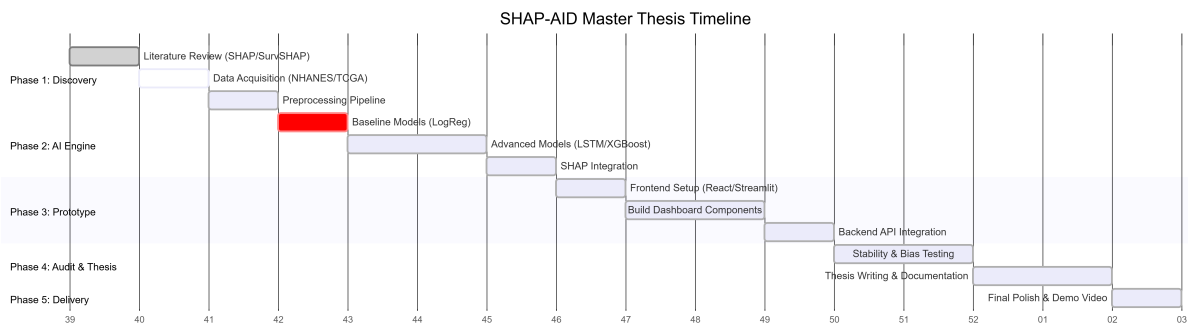 SHAP-AID Master Thesis Timeline
Literature Review (SHAP/SurvSHAP)
Phase 1: Discovery
Data Acquisition (NHANES/TCGA)
Preprocessing Pipeline
Baseline Models (LogReg)
Phase 2: AI Engine
Advanced Models (LSTM/XGBoost)
SHAP Integration
Frontend Setup (React/Streamlit)
Phase 3: Prototype
Build Dashboard Components
Backend API Integration
Stability & Bias Testing
Phase 4: Audit & Thesis
Thesis Writing & Documentation
Phase 5: Delivery
Final Polish & Demo Video
39 40 41 42 43 44 45 46 47 48 49 50 51 52 01 02 03